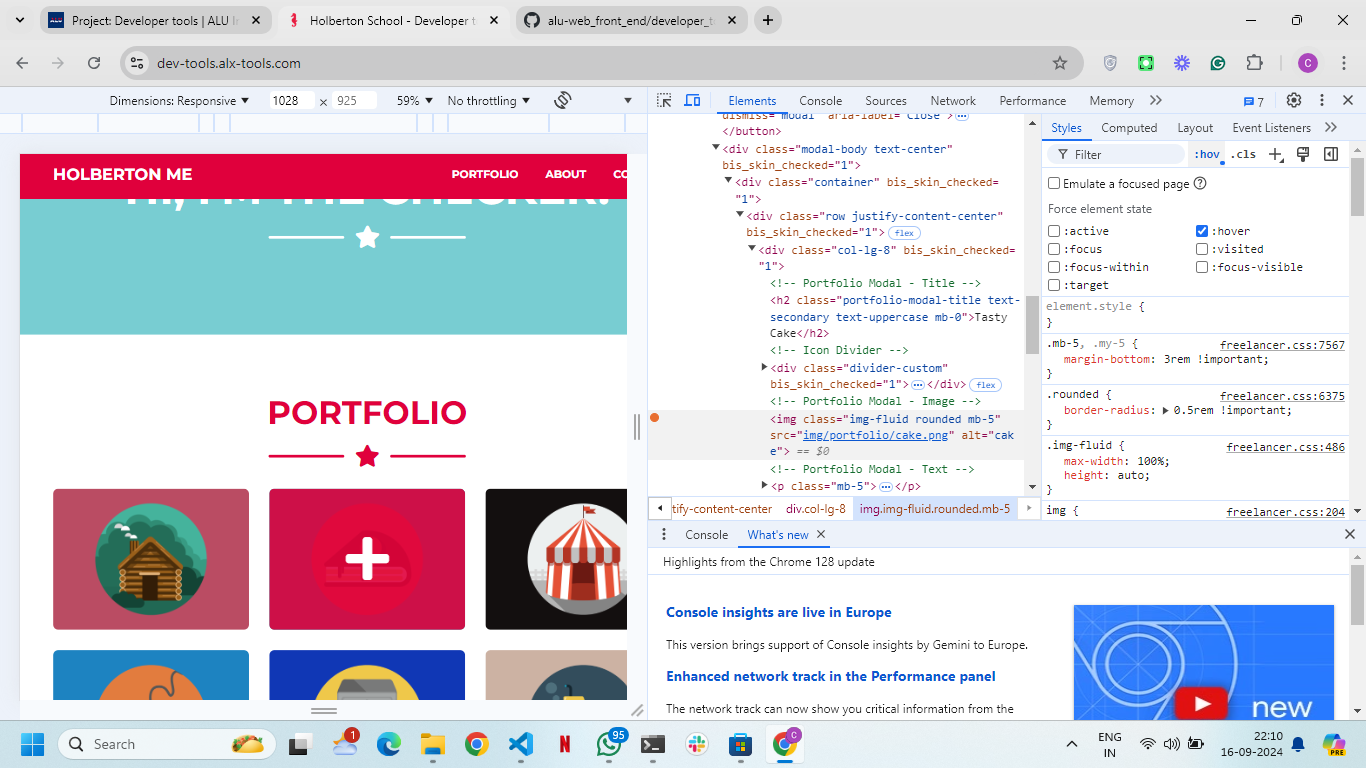 Project: Developer tools | ALU In
Holberton School - Developer t
alu-web_front_end/developer_t
dev-tools.alx-tools.com
C
Dimensions: Responsive
1028
×
925
59%
No throttling
Elements
Console
Sources
Network
Performance
Memory
7
HOLBERTON ME
PORTFOLIO
ABOUT
CO
HI, I'M THE CHECKER!
PORTFOLIO
dismiss="modal" aria-label="Close">
</button>
<div class="modal-body text-center"
bis_skin_checked="1">
<div class="container" bis_skin_checked=
"1">
<div class="row justify-content-center"
bis_skin_checked="1"> flex
<div class="col-lg-8" bis_skin_checked=
"1">
<!-- Portfolio Modal - Title -->
<h2 class="portfolio-modal-title text-
secondary text-uppercase mb-0">Tasty
Cake</h2>
<!-- Icon Divider -->
<div class="divider-custom"
bis_skin_checked="1"> … </div> flex
<!-- Portfolio Modal - Image -->
<img class="img-fluid rounded mb-5"
src="img/portfolio/cake.png" alt="cak
e"> == $0
<!-- Portfolio Modal - Text -->
<p class="mb-5"> … </p>
tify-content-center
div.col-lg-8
img.img-fluid.rounded.mb-5
Styles
Computed
Layout
Event Listeners
Filter
:hov
.cls
Emulate a focused page
Force element state
:active
:hover
:focus
:visited
:focus-within
:focus-visible
:target
element.style {
}
.mb-5, .my-5 {
freelancer.css:7567
margin-bottom: 3rem !important;
}
.rounded {
freelancer.css:6375
border-radius: 0.5rem !important;
}
.img-fluid {
freelancer.css:486
max-width: 100%;
height: auto;
}
img {
freelancer.css:204
Console
What's new
Highlights from the Chrome 128 update
Console insights are live in Europe
This version brings support of Console insights by Gemini to Europe.
Enhanced network track in the Performance panel
The network track can now show you critical information from the
new
Search
1
95
C
ENG
IN
22:10
16-09-2024
PRE